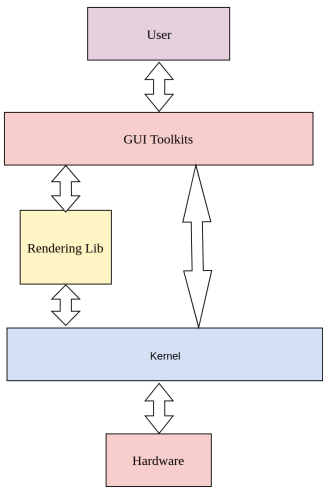 User
GUI Toolkits
Rendering Lib
Kernel
Hardware